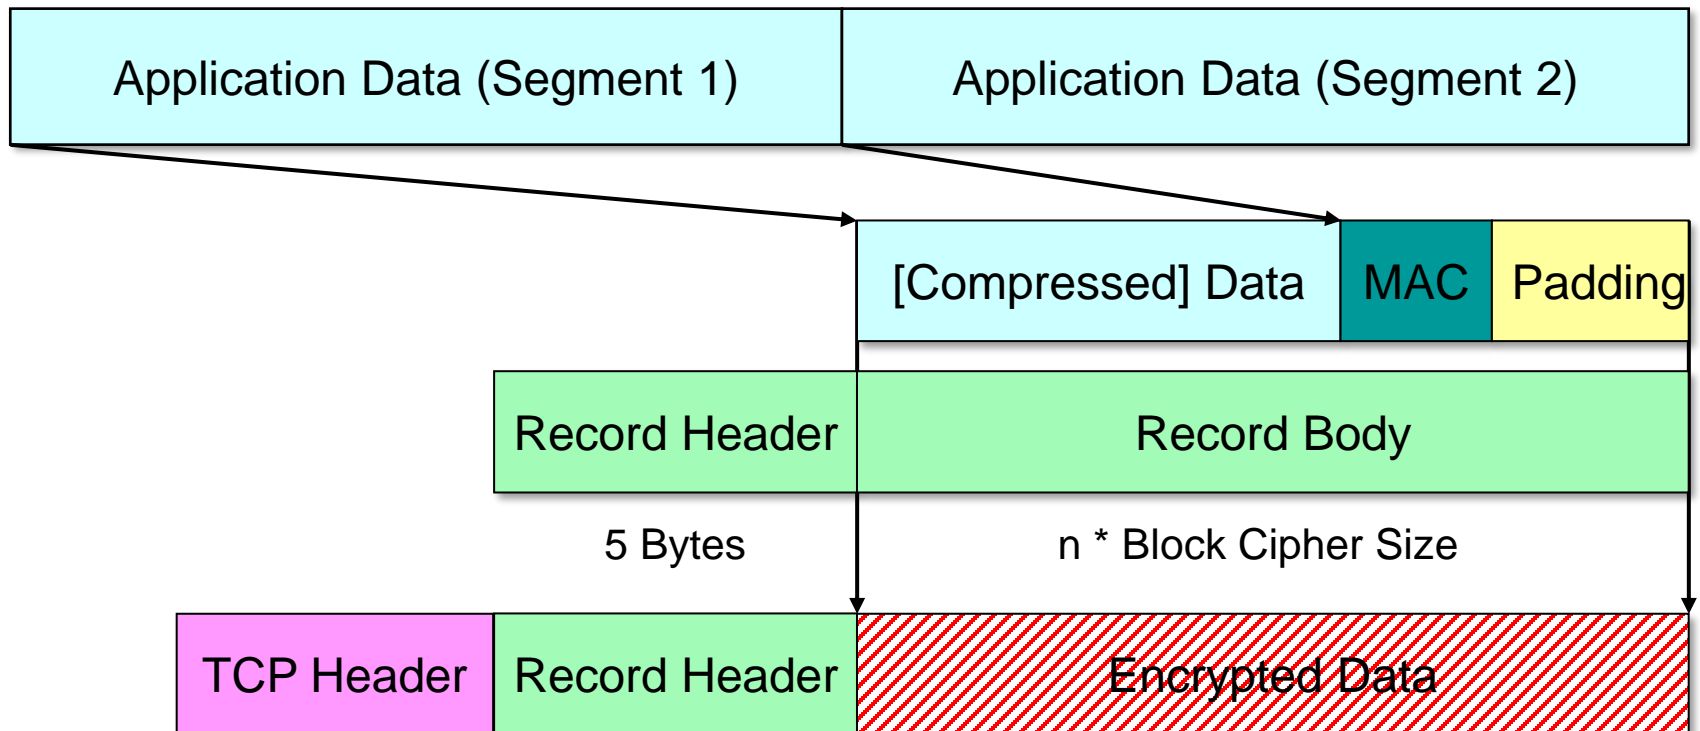 Application Data (Segment 1) Application Data (Segment 2)
[Compressed] Data MAC Padding
Record Header Record Body
5 Bytes n * Block Cipher Size
TCP Header Record Header Encrypted Data